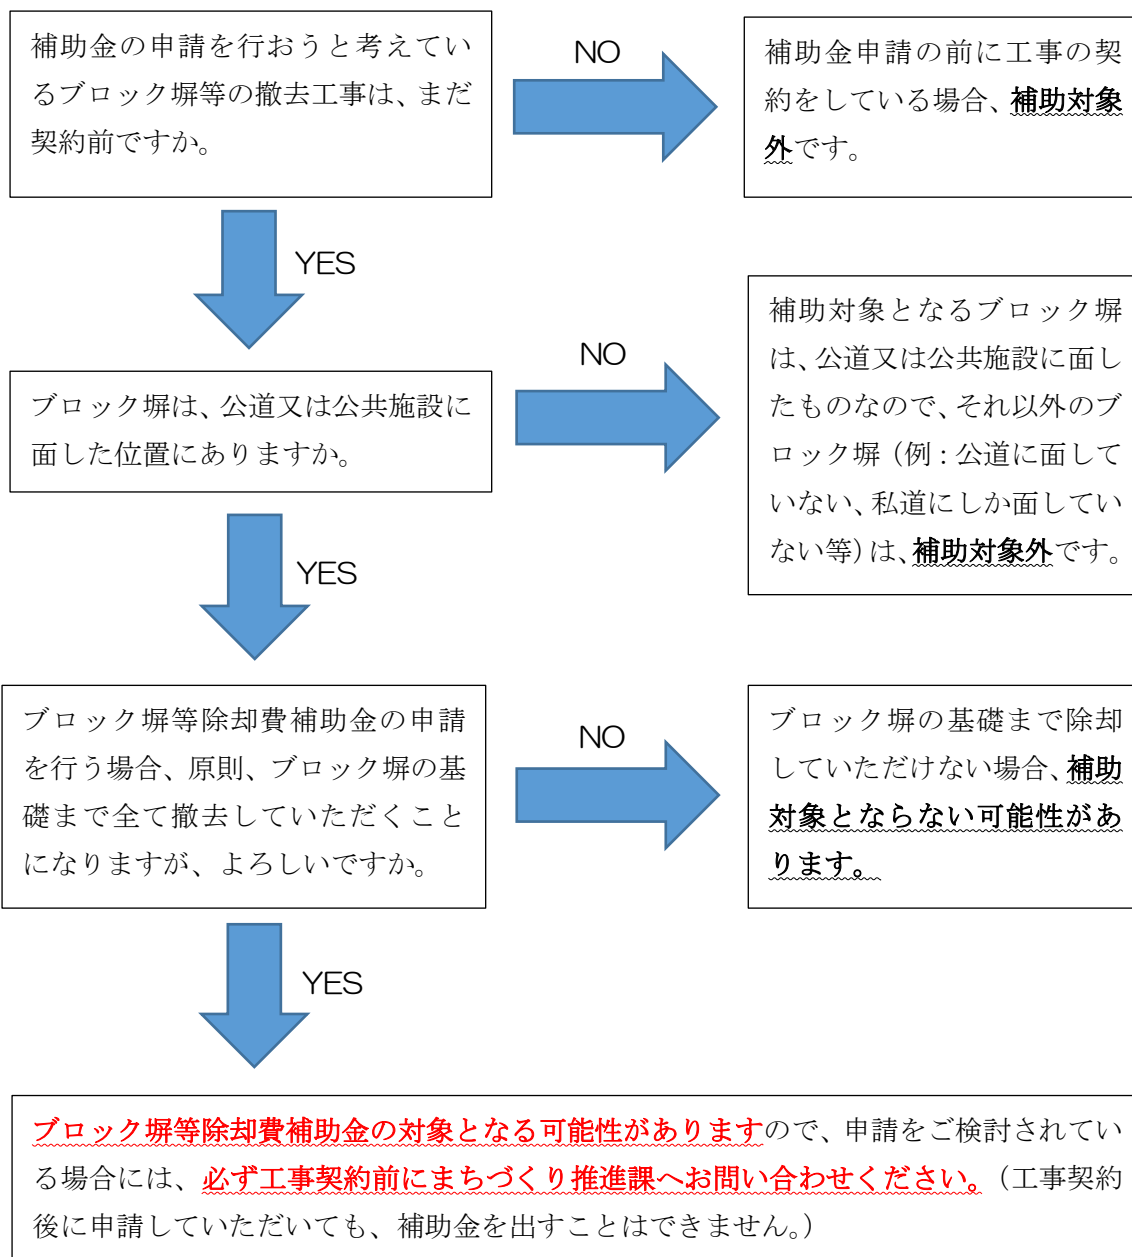 補助金の申請を行おうと考えてい
るブロック塀等の撤去工事は、まだ
契約前ですか。
NO
補助金申請の前に工事の契
約をしている場合、補助対象
外です。
YES
ブロック塀は、公道又は公共施設に
面した位置にありますか。
NO
補助対象となるブロック塀
は、公道又は公共施設に面し
たものなので、それ以外のブ
ロック塀（例：公道に面して
いない、私道にしか面してい
ない等）は、補助対象外です。
YES
ブロック塀等除却費補助金の申請
を行う場合、原則、ブロック塀の基
礎まで全て撤去していただくこと
になりますが、よろしいですか。
NO
ブロック塀の基礎まで除却
していただけない場合、補助
対象とならない可能性があ
ります。
YES
ブロック塀等除却費補助金の対象となる可能性がありますので、申請をご検討されてい
る場合には、必ず工事契約前にまちづくり推進課へお問い合わせください。（工事契約
後に申請していただいても、補助金を出すことはできません。）